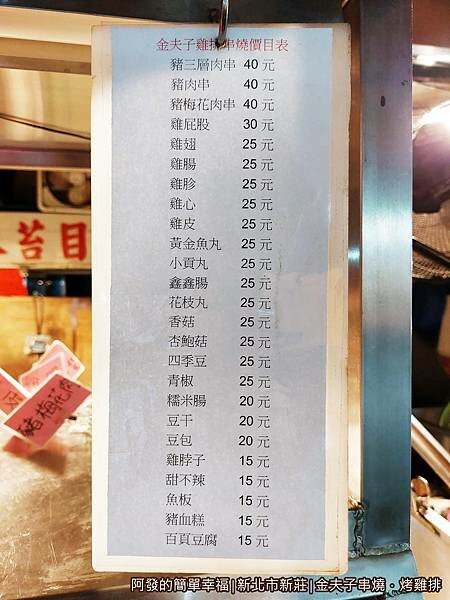 金夫子雞排串燒價目表
豬三層肉串 40 元
豬肉串 40 元
豬梅花肉串 40 元
雞屁股 30 元
雞翅 25 元
雞腸 25 元
雞胗 25 元
雞心 25 元
雞皮 25 元
黃金魚丸 25 元
小貢丸 25 元
鑫鑫腸 25 元
花枝丸 25 元
香菇 25 元
杏鮑菇 25 元
四季豆 25 元
青椒 25 元
糯米腸 20 元
豆干 20 元
豆包 20 元
雞脖子 15 元
甜不辣 15 元
魚板 15 元
豬血糕 15 元
百頁豆腐 15 元
苔目
豬梅花肉
阿發的簡單幸福|新北市新莊|金夫子串燒・烤雞排